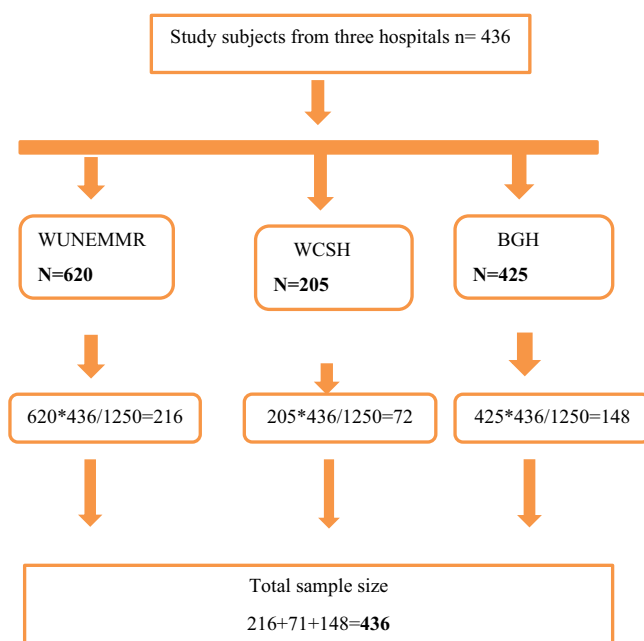 Study subjects from three hospitals n= 436
WUNEMMR
N=620
WCSH
N=205
BGH
N=425
620*436/1250=216
205*436/1250=72
425*436/1250=148
Total sample size
216+71+148=436